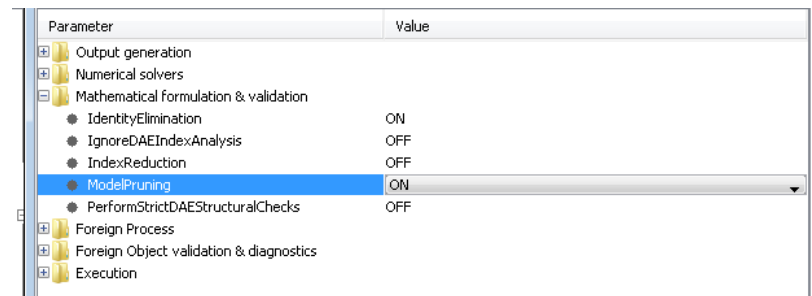 Parameter Value
Output generation
Numerical solvers
Mathematical formulation & validation
IdentityElimination ON
IgnoreDAEIndexAnalysis OFF
IndexReduction OFF
ModelPruning ON
PerformStrictDAEStructuralChecks OFF
Foreign Process
Foreign Object validation & diagnostics
Execution